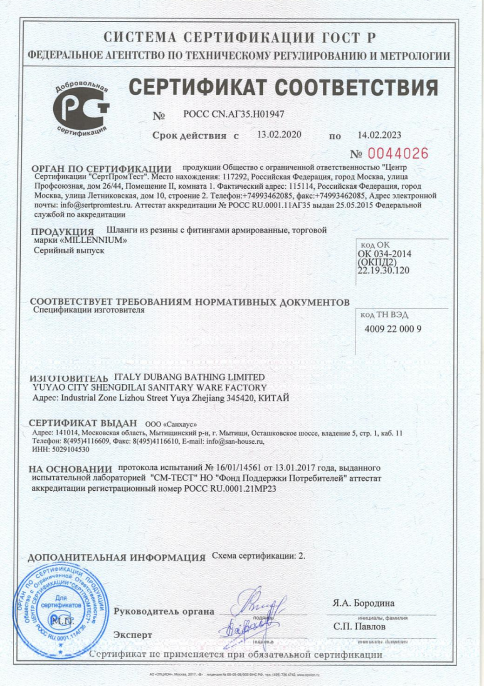 СИСТЕМА СЕРТИФИКАЦИИ ГОСТ Р
ФЕДЕРАЛЬНОЕ АГЕНТСТВО ПО ТЕХНИЧЕСКОМУ РЕГУЛИРОВАНИЮ И МЕТРОЛОГИИ
Добровольная
сертификация
СЕРТИФИКАТ СООТВЕТСТВИЯ
№ РОСС CN.АГ35.Н01947
Срок действия с 13.02.2020 по 14.02.2023
№ 0044026
ОРГАН ПО СЕРТИФИКАЦИИ продукции Общество с ограниченной ответственностью "Центр
Сертификации "СертПромТест". Место нахождения: 117292, Российская Федерация, город Москва, улица
Профсоюзная, дом 26/44, Помещение II, комната 1. Фактический адрес: 115114, Российская Федерация, город
Москва, улица Летниковская, дом 10, строение 2. Телефон:+74993462085, факс:+74993462085, Адрес электронной
почты: info@sertpromtest.ru. Аттестат аккредитации № РОСС RU.0001.11АГ35 выдан 25.05.2015 Федеральной
службой по аккредитации
ПРОДУКЦИЯ Шланги из резины с фитингами армированные, торговой
марки «MILLENNIUM»
Серийный выпуск
код ОК
ОК 034-2014
(ОКПД2)
22.19.30.120
СООТВЕТСТВУЕТ ТРЕБОВАНИЯМ НОРМАТИВНЫХ ДОКУМЕНТОВ
Спецификации изготовителя
код ТН ВЭД
4009 22 000 9
ИЗГОТОВИТЕЛЬ ITALY DUBANG BATHING LIMITED
YUYAO CITY SHENGDILAI SANITARY WARE FACTORY
Адрес: Industrial Zone Lizhou Street Yuya Zhejiang 345420, КИТАЙ
СЕРТИФИКАТ ВЫДАН ООО «Санхаус»
Адрес: 141014, Московская область, Мытищинский р-н, г. Мытищи, Осташковское шоссе, владение 5, стр. 1, каб. 11
Телефон: 8(495)4116609, Факс: 8(495)4116610, E-mail: info@san-house.ru,
ИНН: 5029104530
НА ОСНОВАНИИ протокола испытаний № 16/01/14561 от 13.01.2017 года, выданного
испытательной лабораторией "СМ-ТЕСТ" НО "Фонд Поддержки Потребителей" аттестат
аккредитации регистрационный номер РОСС RU.0001.21МР23
ДОПОЛНИТЕЛЬНАЯ ИНФОРМАЦИЯ Схема сертификации: 2.
ОРГАН ПО СЕРТИФИКАЦИИ ПРОДУКЦИИ
Для
сертификатов
Руководитель органа
подпись
Я.А. Бородина
инициалы, фамилия
Эксперт
подпись
С.П. Павлов
инициалы, фамилия
Сертификат не применяется при обязательной сертификации